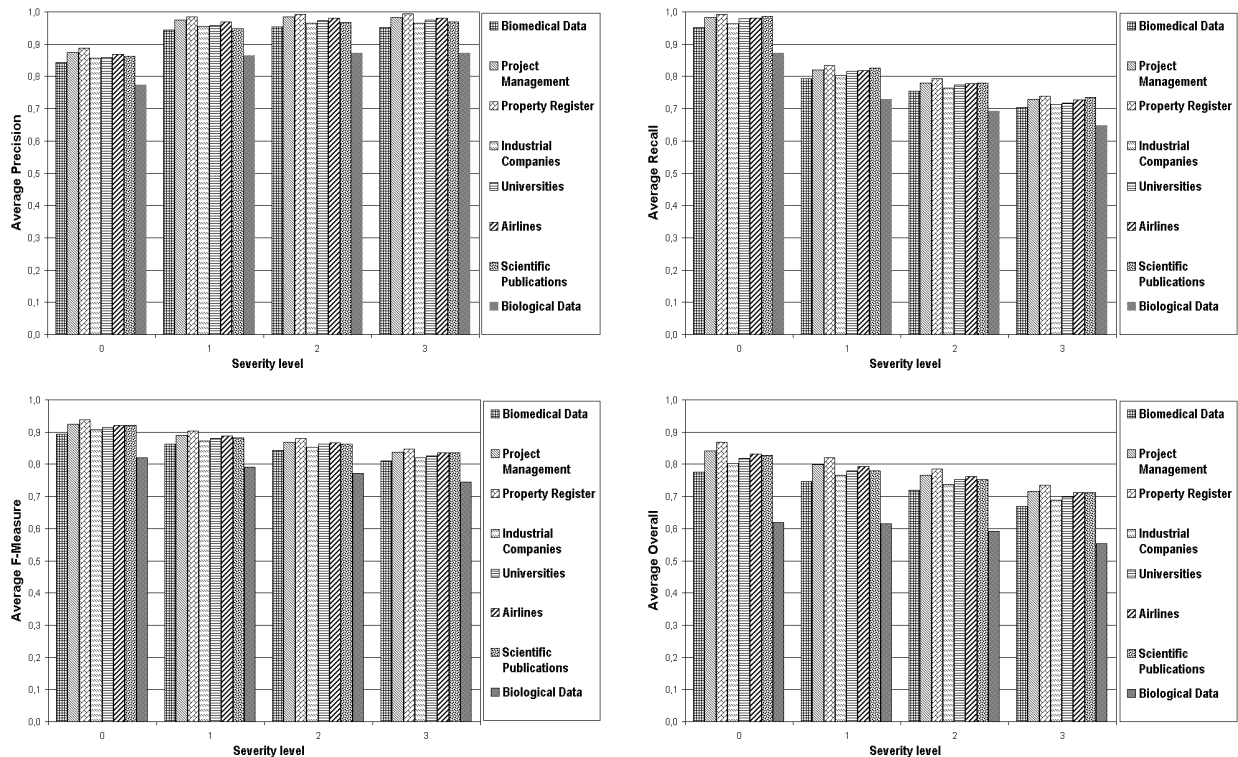 1,0
0,9
0,8
0,7
0,6
0,5
0,4
0,3
0,2
0,1
0,0
Average Precision
0 1 2 3
Severity level
Biomedical Data
Project
Management
Property Register
Industrial
Companies
Universities
Airlines
Scientific
Publications
Biological Data
1,0
0,9
0,8
0,7
0,6
0,5
0,4
0,3
0,2
0,1
0,0
Average Recall
0 1 2 3
Severity level
Biomedical Data
Project
Management
Property Register
Industrial
Companies
Universities
Airlines
Scientific
Publications
Biological Data
1,0
0,9
0,8
0,7
0,6
0,5
0,4
0,3
0,2
0,1
0,0
Average F-Measure
0 1 2 3
Severity level
Biomedical Data
Project
Management
Property Register
Industrial
Companies
Universities
Airlines
Scientific
Publications
Biological Data
1,0
0,9
0,8
0,7
0,6
0,5
0,4
0,3
0,2
0,1
0,0
Average Overall
0 1 2 3
Severity level
Biomedical Data
Project
Management
Property Register
Industrial
Companies
Universities
Airlines
Scientific
Publications
Biological Data